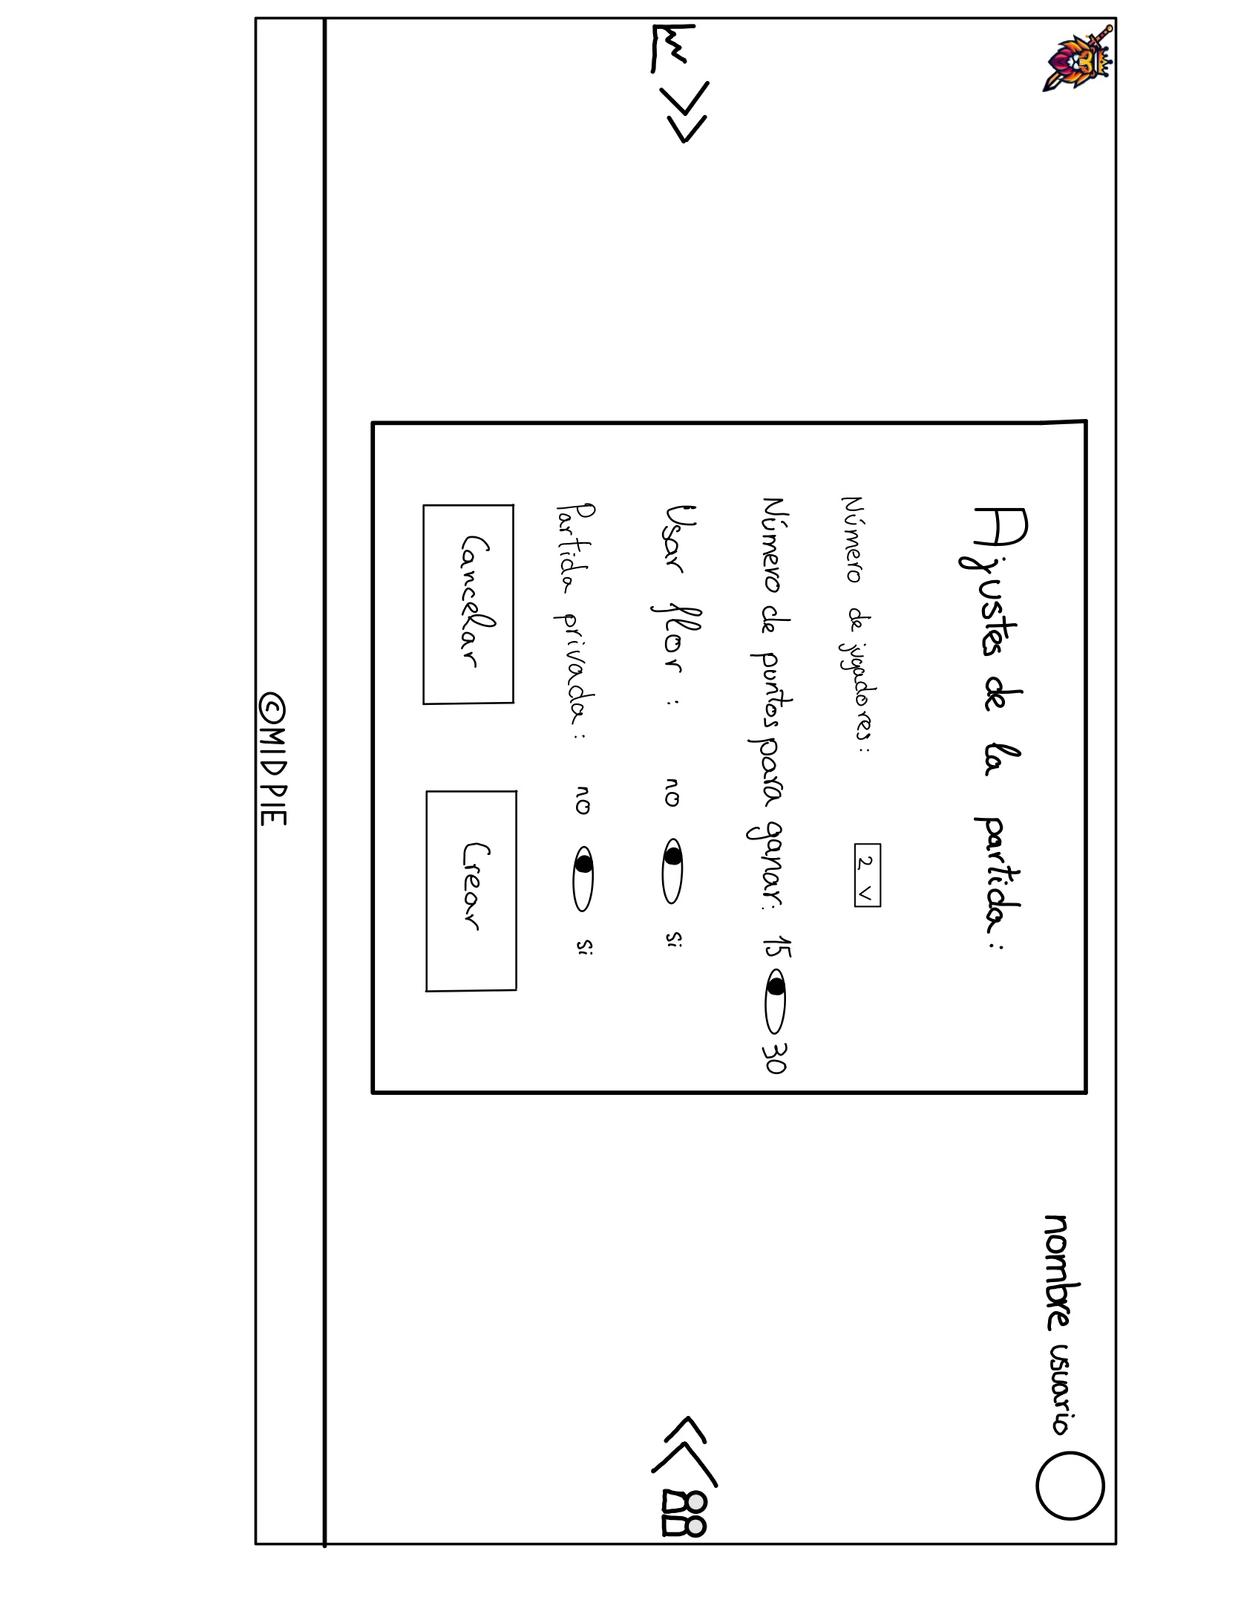 nombre usuario
Ajustes de la partida:
Número de jugadores: 2 v
Número de puntos para ganar: 15 30
Usar flor: no si
Partida privada: no si
Cancelar Crear
©MIDPIE